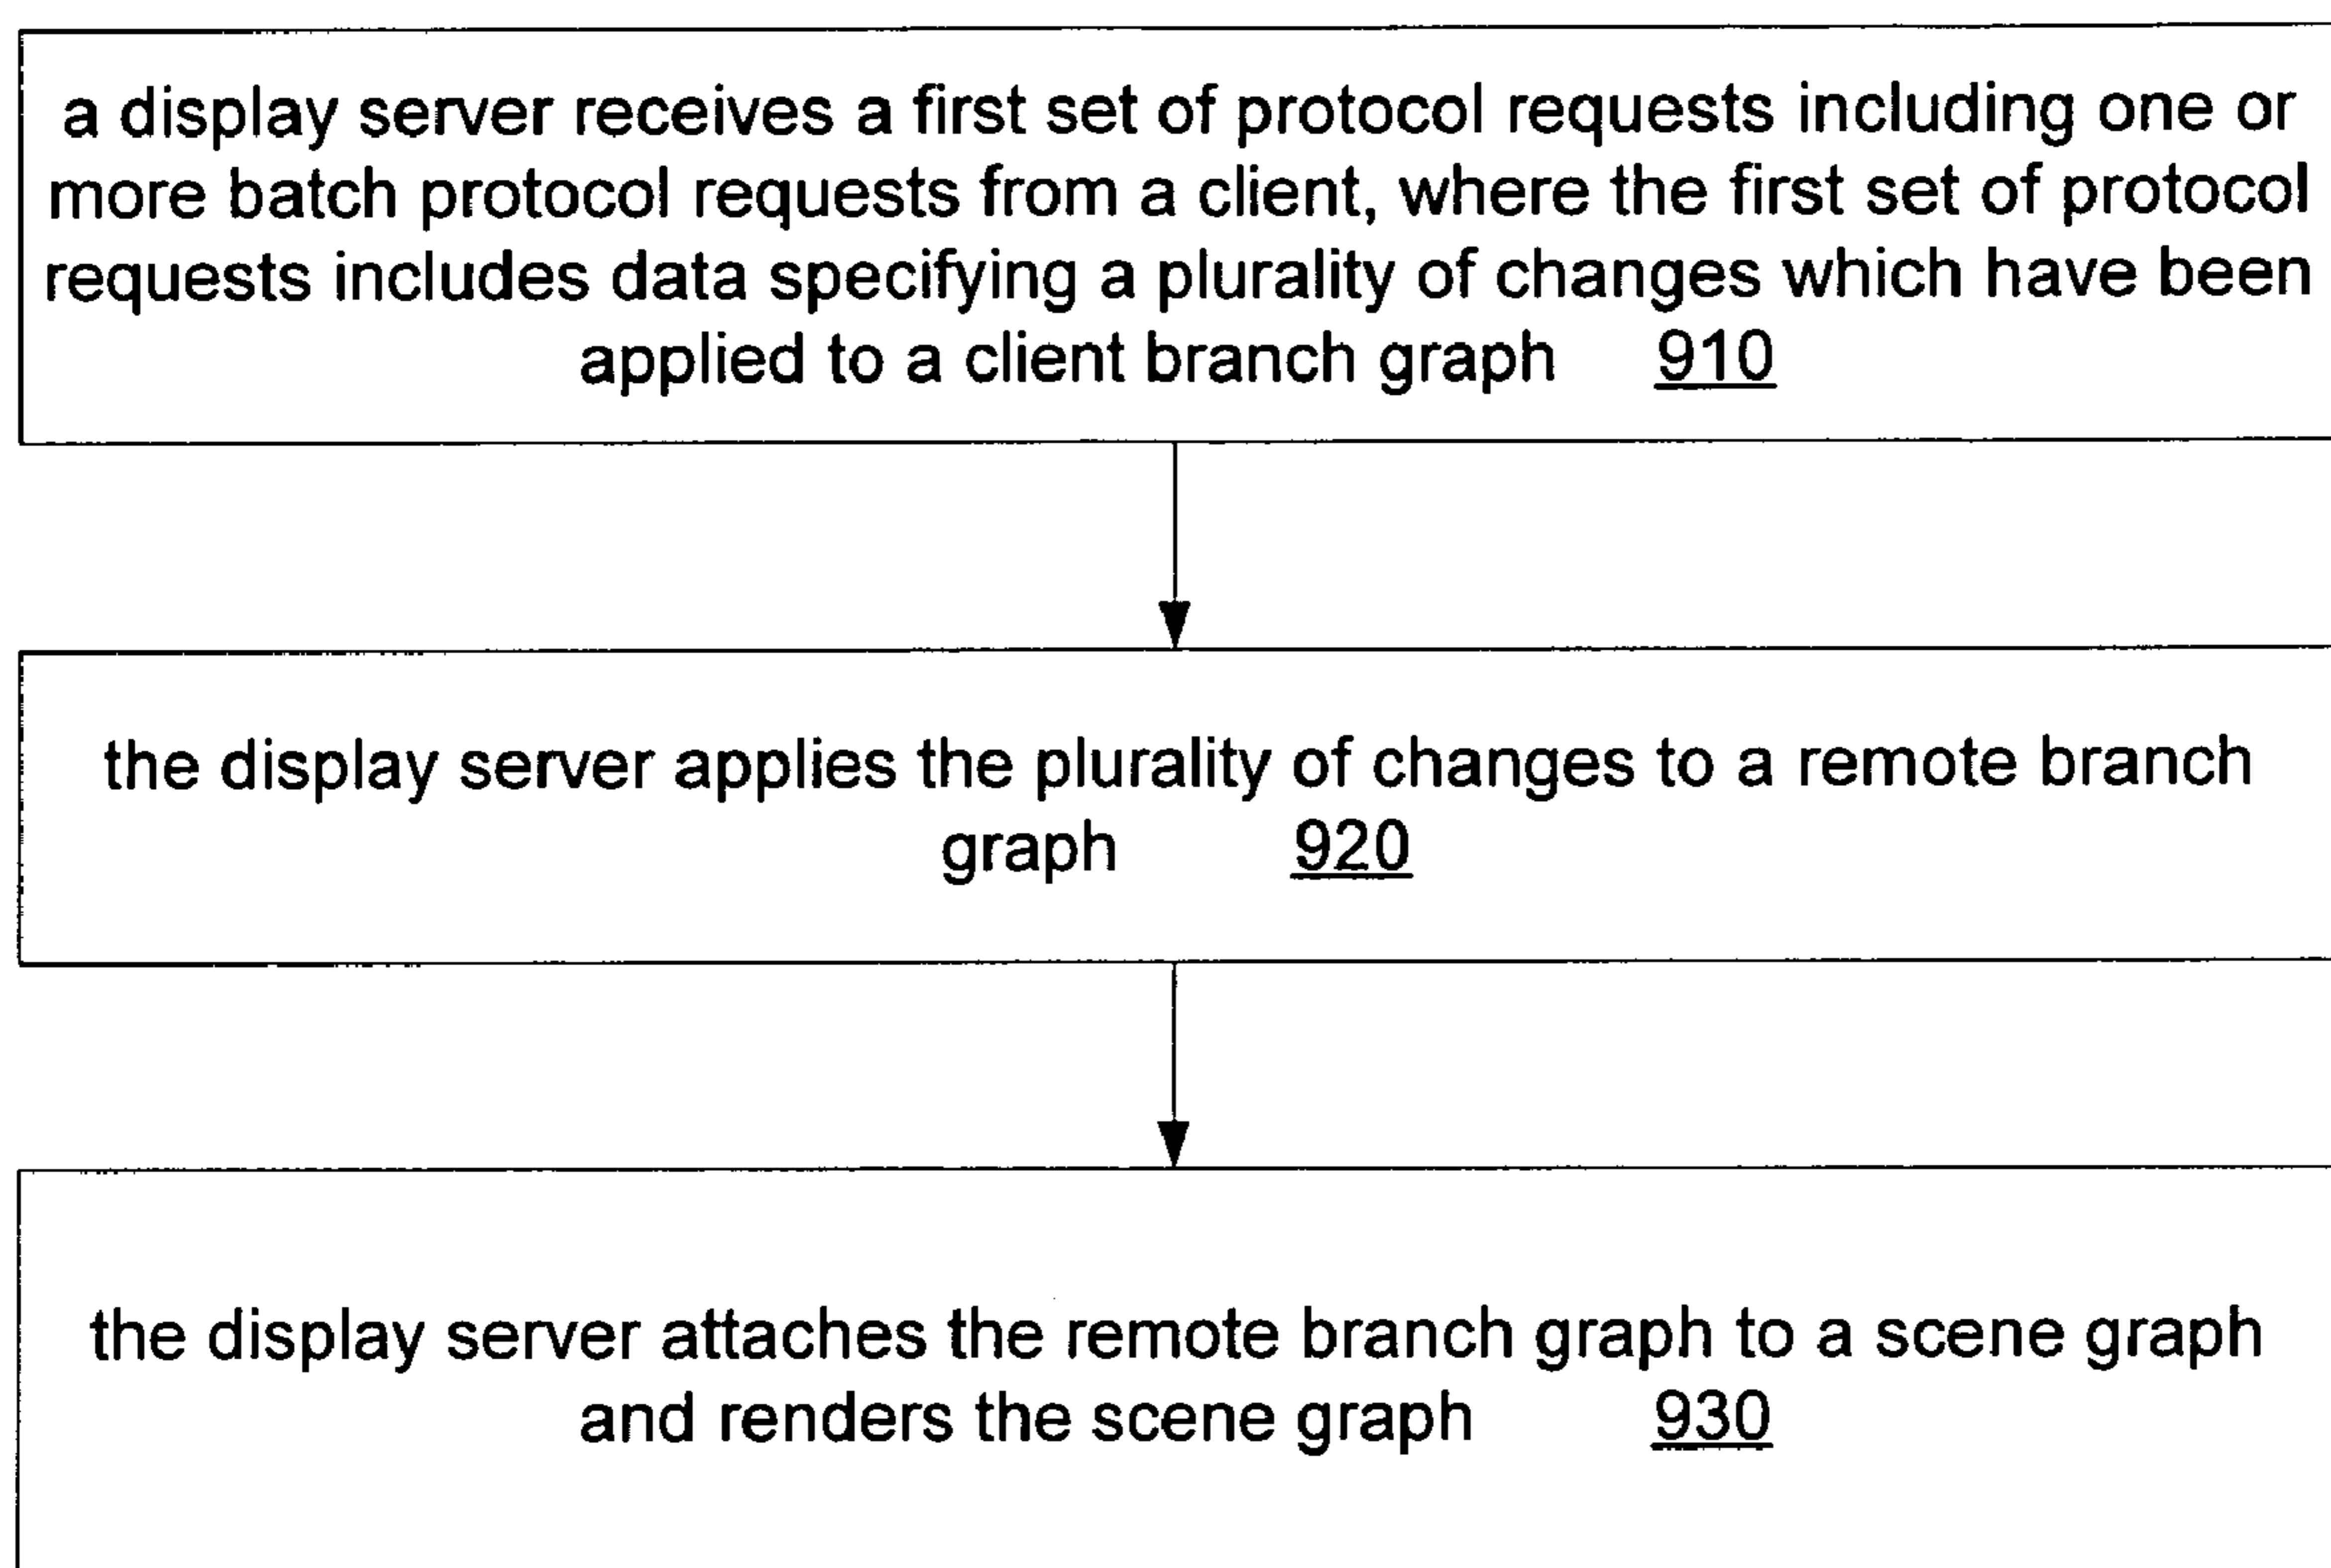 a display server receives a first set of protocol requests including one or
more batch protocol requests from a client, where the first set of protocol
requests includes data specifying a plurality of changes which have been
applied to a client branch graph 910
the display server applies the plurality of changes to a remote branch
graph 920
the display server attaches the remote branch graph to a scene graph
and renders the scene graph 930